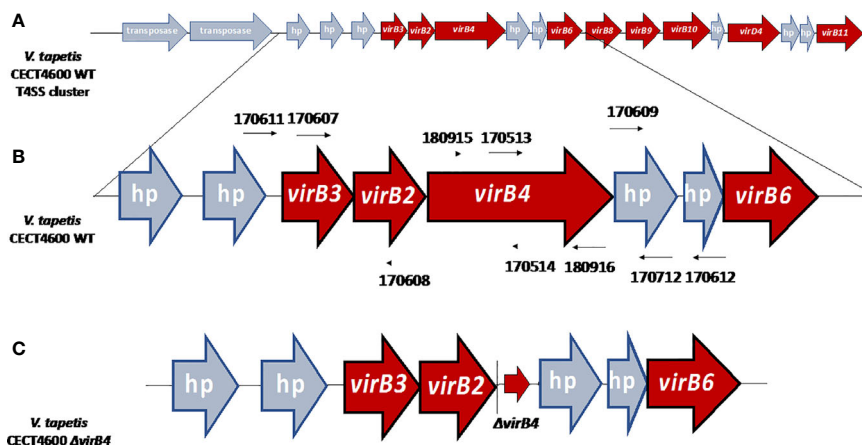 A
transposase transposase hp hp hp virB3 virB2 virB4 hp hp virB6 virB8 virB9 virB10 hp virD4 hp hp virB11
V. tapetis
CECT4600 WT
T4SS cluster
170611 170607 180915 170513 170609
B
hp hp virB3 virB2 virB4 hp hp virB6
V. tapetis
CECT4600 WT
170608 170514 180916 170712 170612
C
hp hp virB3 virB2 hp hp virB6
ΔvirB4
V. tapetis
CECT4600 ΔvirB4